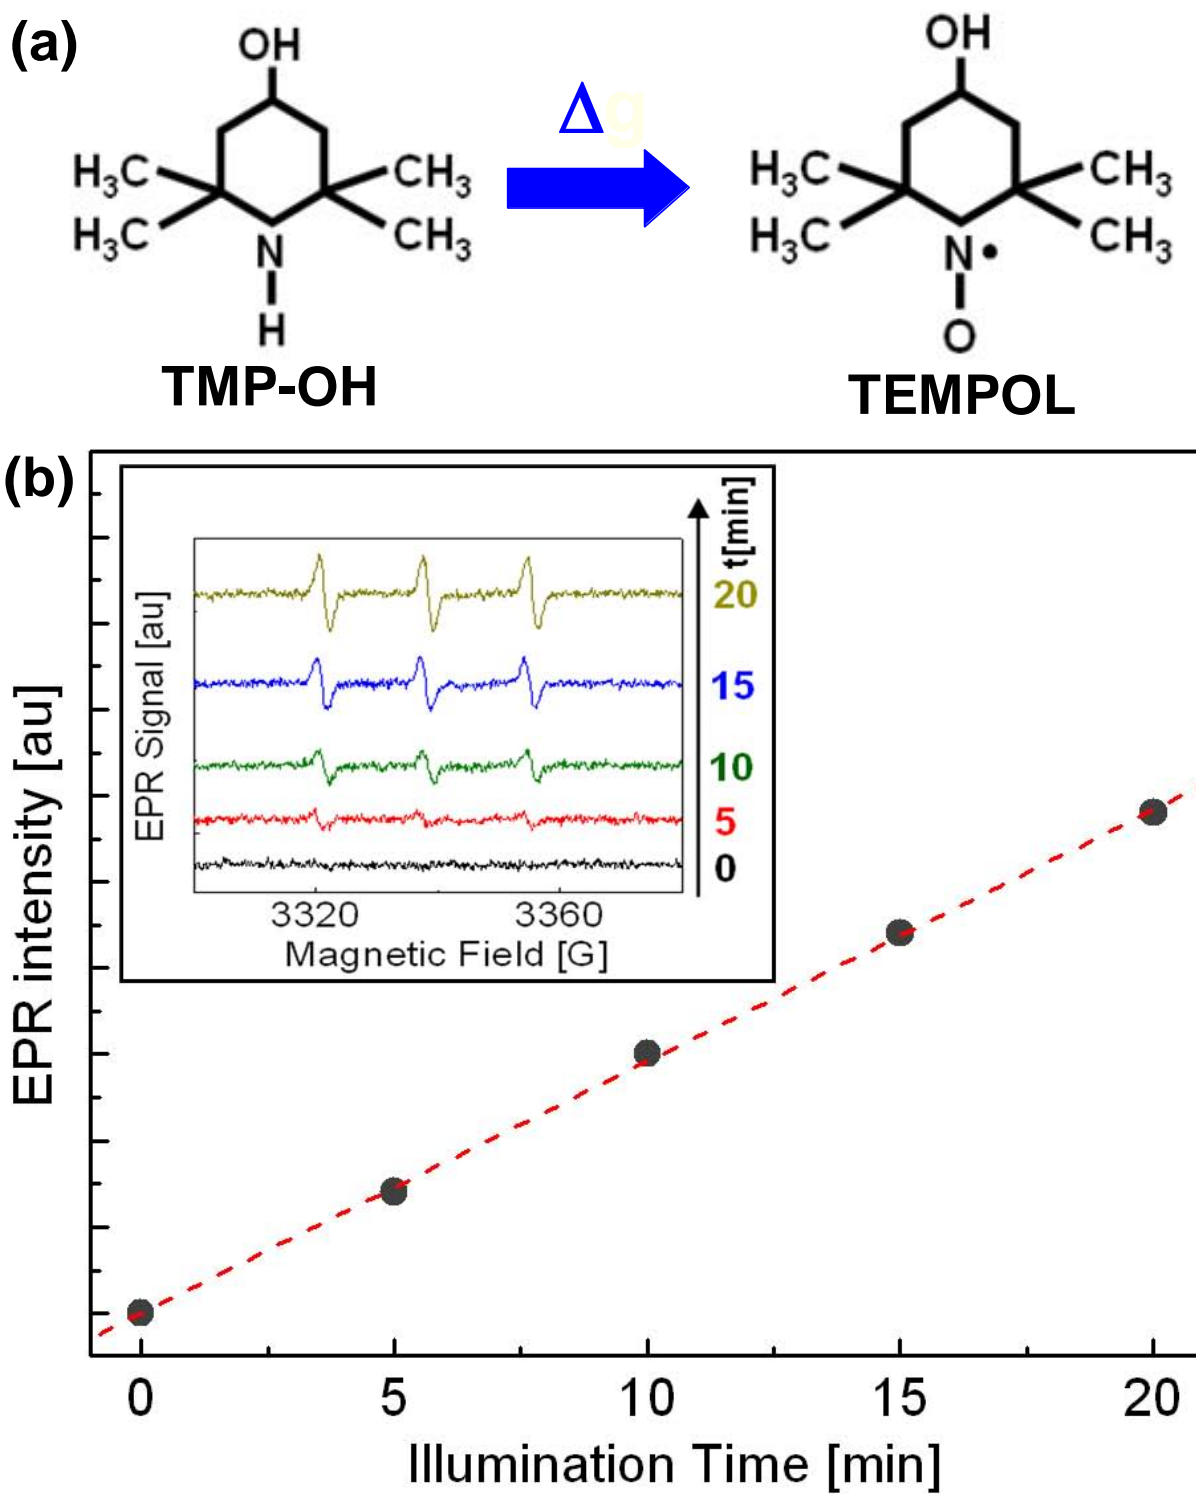 (a)
OH
H₃C
CH₃
H₃C
CH₃
N
H
TMP-OH
Δg
OH
H₃C
CH₃
H₃C
CH₃
N•
O
TEMPOL
(b)
EPR intensity [au]
EPR Signal [au]
t[min]
20
15
10
5
0
3320 3360
Magnetic Field [G]
0 5 10 15 20
Illumination Time [min]